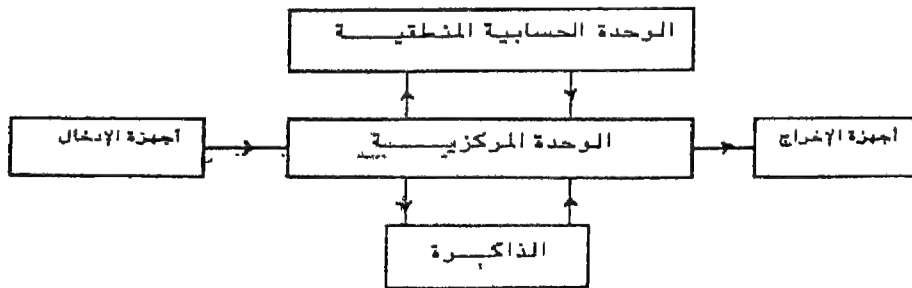 الوحدة الحسابية المنطقية
أجهزة الإدخال
الوحدة المركزية
أجهزة الإخراج
الذاكرة